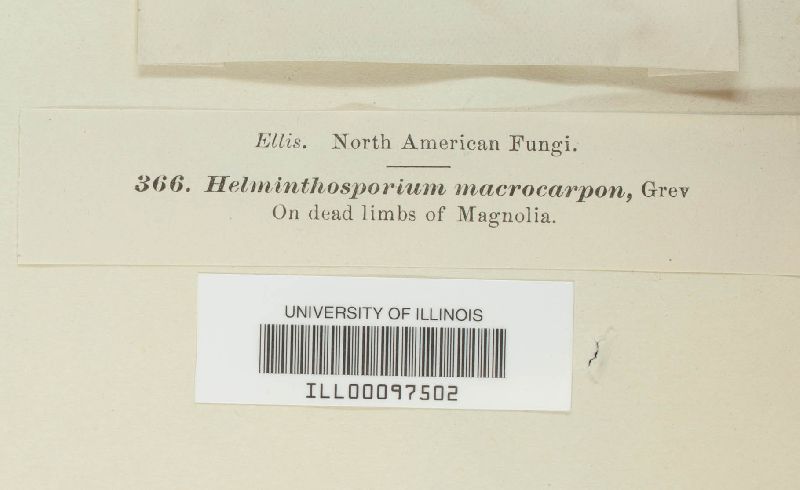 Ellis. North American Fungi.
366. Helminthosporium macrocarpon, Grev
On dead limbs of Magnolia.
UNIVERSITY OF ILLINOIS
ILL00097502